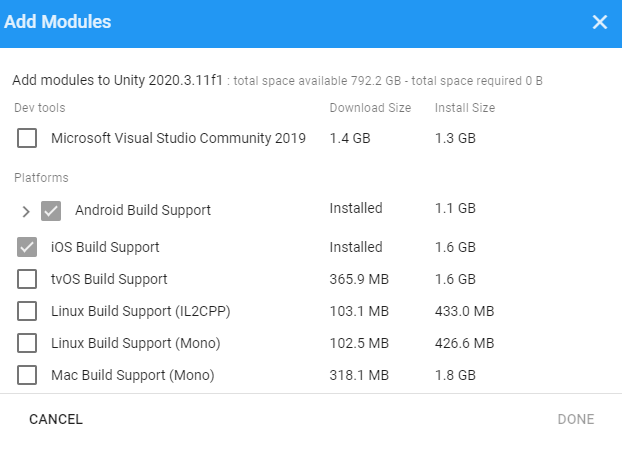 Add Modules
Add modules to Unity 2020.3.11f1 : total space available 792.2 GB - total space required 0 B
Dev tools Download Size Install Size
Microsoft Visual Studio Community 2019 1.4 GB 1.3 GB
Platforms
Android Build Support Installed 1.1 GB
iOS Build Support Installed 1.6 GB
tvOS Build Support 365.9 MB 1.6 GB
Linux Build Support (IL2CPP) 103.1 MB 433.0 MB
Linux Build Support (Mono) 102.5 MB 426.6 MB
Mac Build Support (Mono) 318.1 MB 1.8 GB
CANCEL DONE